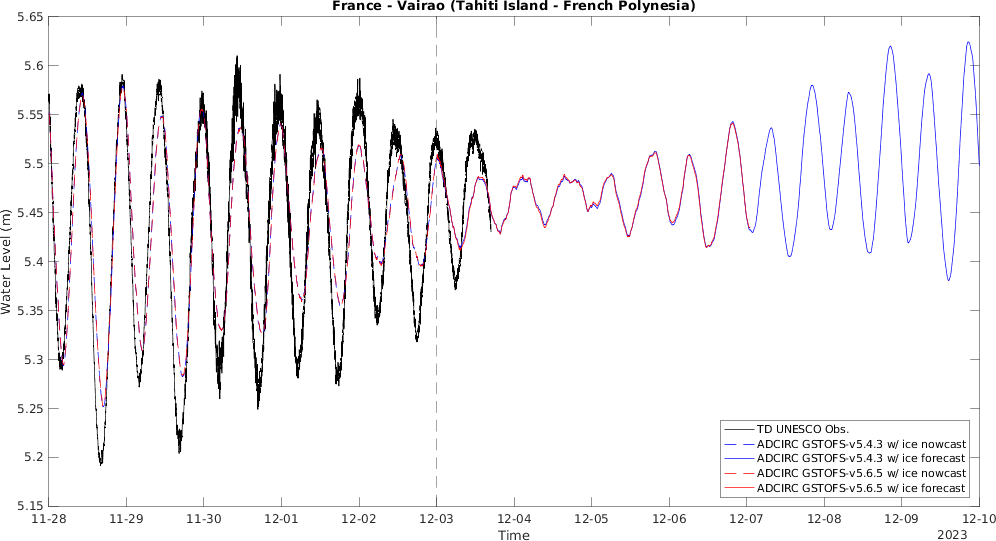 France - Vairao (Tahiti Island - French Polynesia)
5.65
5.6
5.55
5.5
5.45
5.4
5.35
5.3
5.25
5.2
5.15
Water Level (m)
TD UNESCO Obs.
ADCIRC GSTOFS-v5.4.3 w/ ice nowcast
ADCIRC GSTOFS-v5.4.3 w/ ice forecast
ADCIRC GSTOFS-v5.6.5 w/ ice nowcast
ADCIRC GSTOFS-v5.6.5 w/ ice forecast
11-28 11-29 11-30 12-01 12-02 12-03 12-04 12-05 12-06 12-07 12-08 12-09 12-10
Time
2023